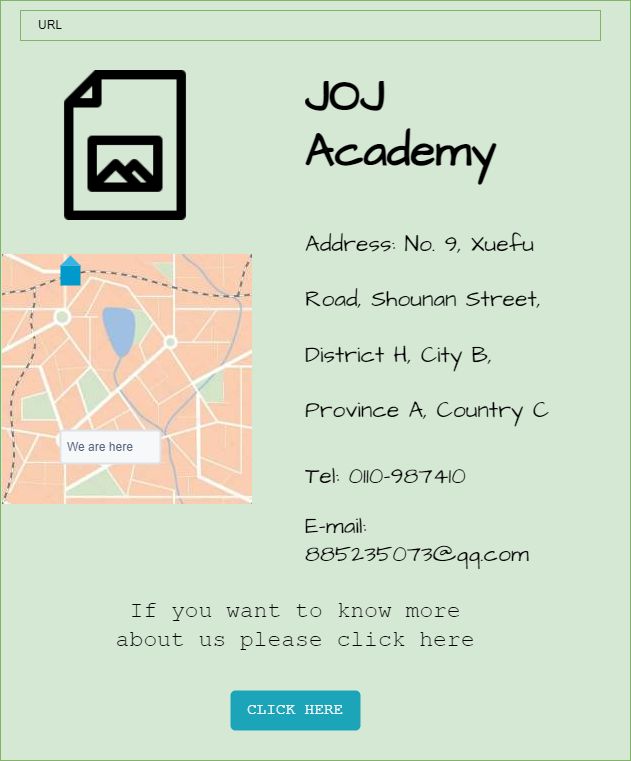 URL
JOJ
Academy
Address: No. 9, Xuefu
Road, Shounan Street,
District H, City B,
Province A, Country C
Tel: 0110-987410
E-mail:
885235073@qq.com
We are here
If you want to know more
about us please click here
CLICK HERE